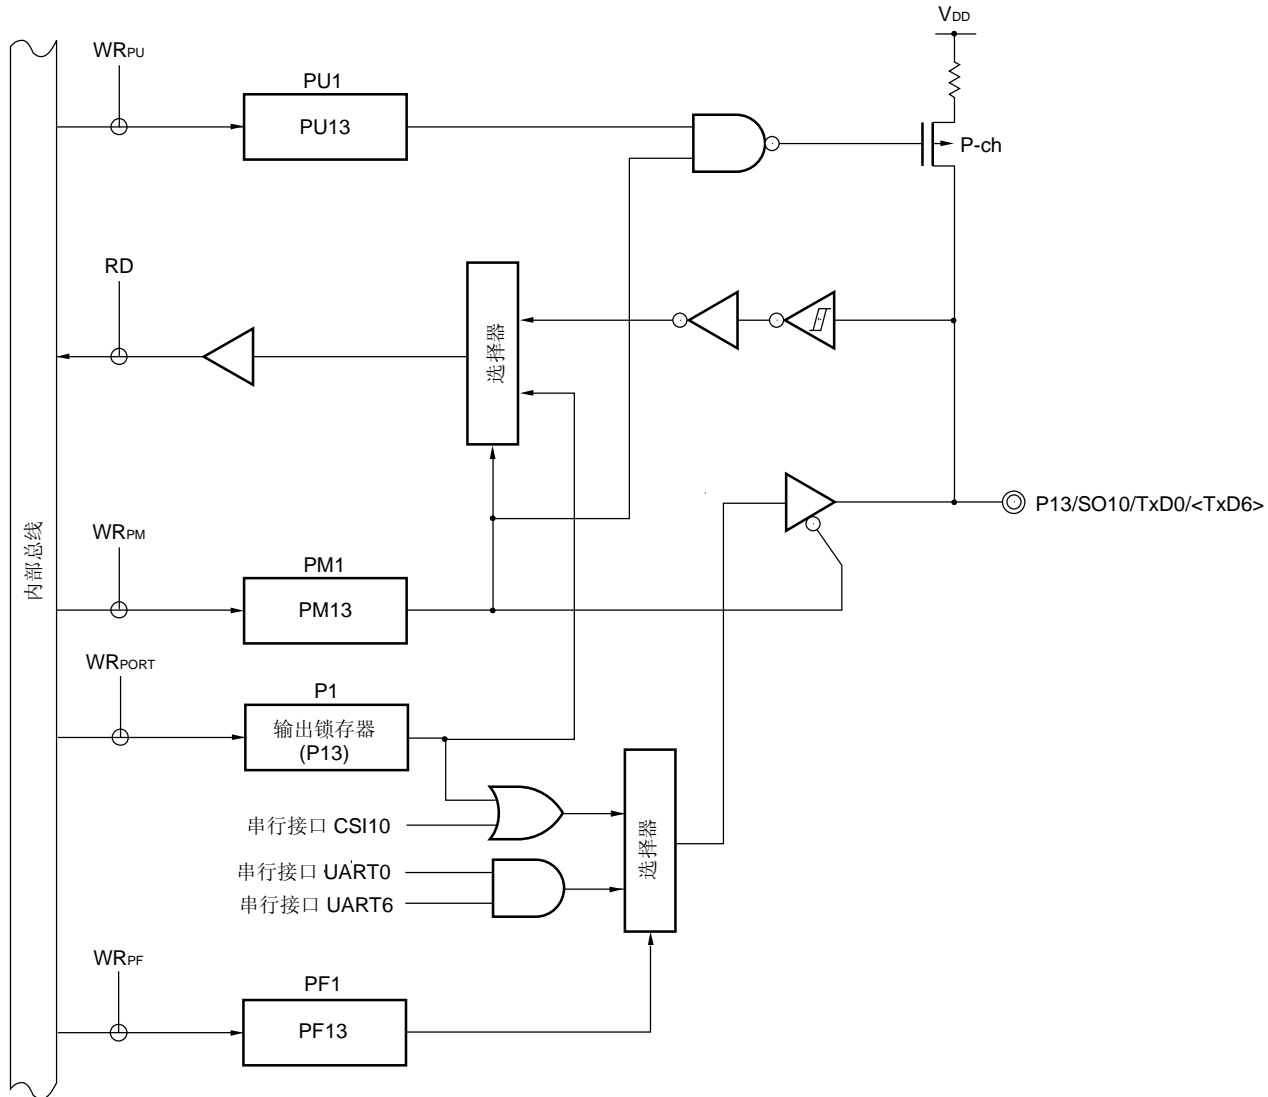 VDD
WRPU
PU1
PU13
P-ch
RD
选择器
内部总线
WRPM
PM1
PM13
P13/SO10/TxD0/<TxD6>
WRPORT
P1
输出锁存器
(P13)
串行接口 CSI10
串行接口 UART0
串行接口 UART6
选择器
WRPF
PF1
PF13